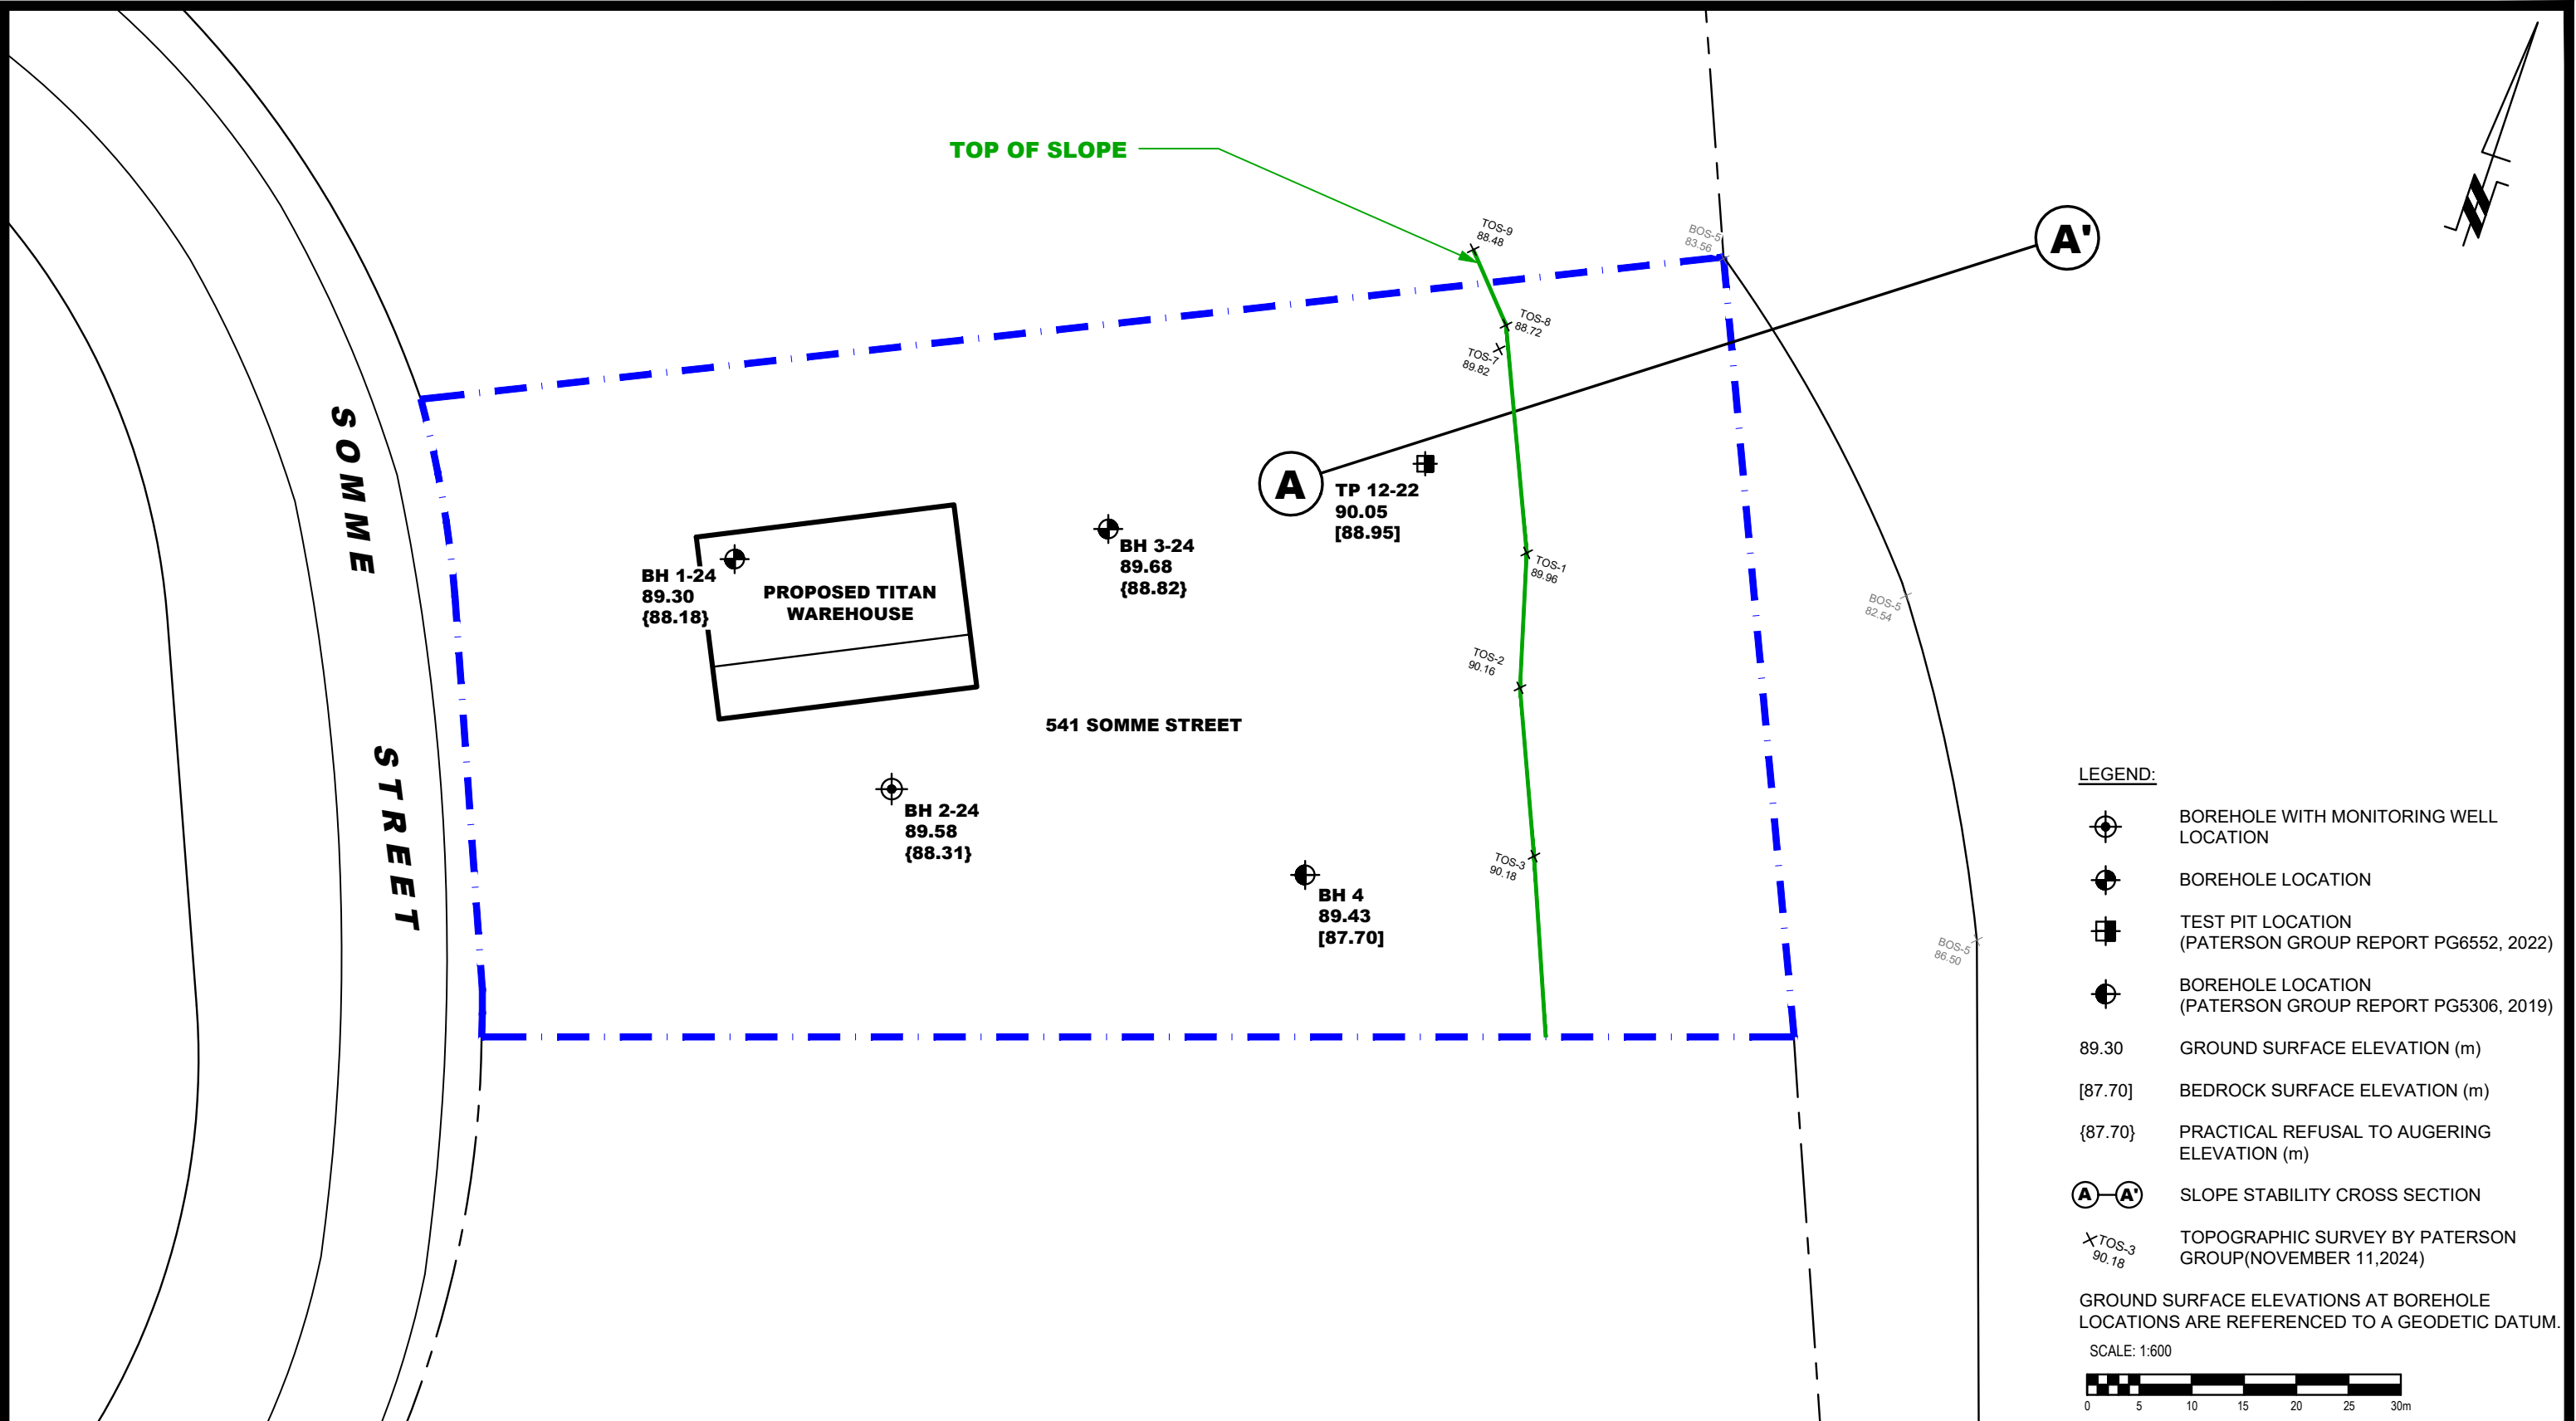 TOP OF SLOPE
TOS-9
88.48
BOS-5
83.56
A'
TOS-8
88.72
TOS-7
89.82
SOMME
STREET
A
TP 12-22
90.05
[88.95]
BH 3-24
89.68
{88.82}
BH 1-24
89.30
{88.18}
PROPOSED TITAN
WAREHOUSE
TOS-1
89.96
BOS-5
82.54
TOS-2
90.16
541 SOMME STREET
BH 2-24
89.58
{88.31}
TOS-3
90.18
BH 4
89.43
[87.70]
BOS-5
86.50
LEGEND:
BOREHOLE WITH MONITORING WELL
LOCATION
BOREHOLE LOCATION
TEST PIT LOCATION
(PATERSON GROUP REPORT PG6552, 2022)
BOREHOLE LOCATION
(PATERSON GROUP REPORT PG5306, 2019)
89.30 GROUND SURFACE ELEVATION (m)
[87.70] BEDROCK SURFACE ELEVATION (m)
{87.70} PRACTICAL REFUSAL TO AUGERING
ELEVATION (m)
A A' SLOPE STABILITY CROSS SECTION
TOS-3
90.18
TOPOGRAPHIC SURVEY BY PATERSON
GROUP(NOVEMBER 11,2024)
GROUND SURFACE ELEVATIONS AT BOREHOLE
LOCATIONS ARE REFERENCED TO A GEODETIC DATUM.
SCALE: 1:600
0 5 10 15 20 25 30m